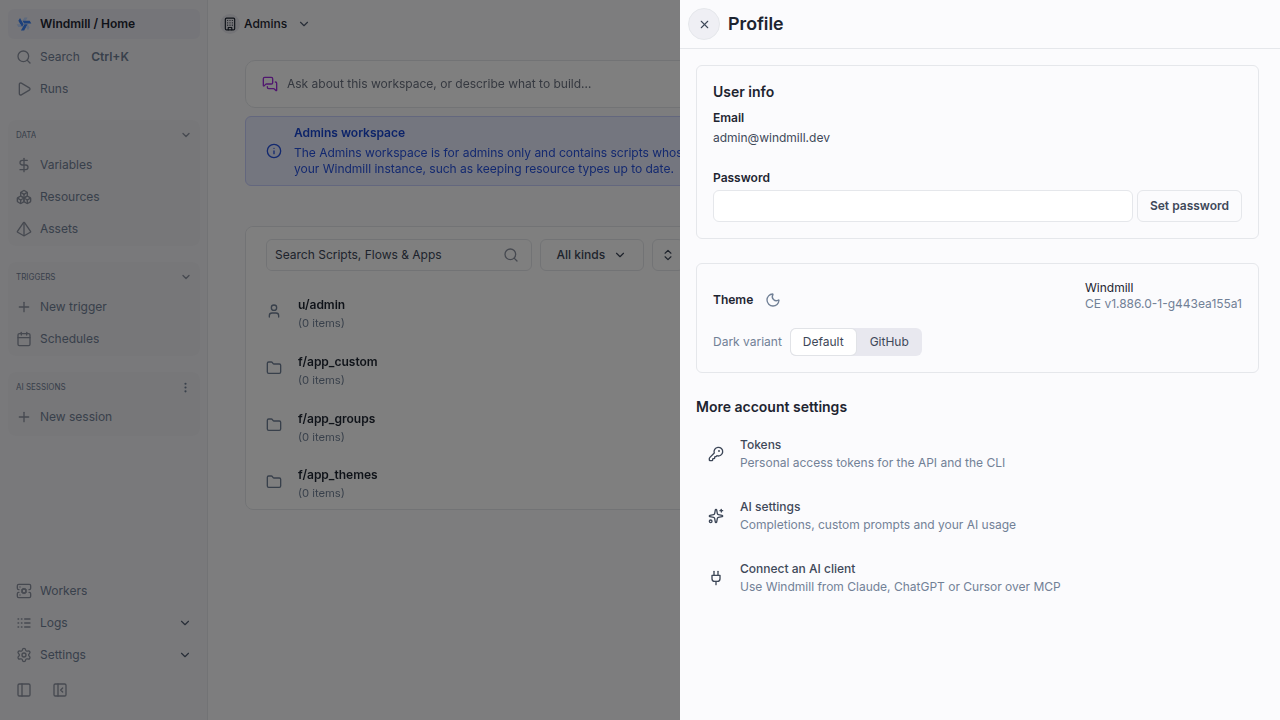 Windmill / Home
Search Ctrl+K
Runs
DATA
Variables
Resources
Assets
TRIGGERS
New trigger
Schedules
AI SESSIONS
New session
Workers
Logs
Settings
Admins
Ask about this workspace, or describe what to build...
Admins workspace
The Admins workspace is for admins only and contains scripts whos
your Windmill instance, such as keeping resource types up to date.
Search Scripts, Flows & Apps
All kinds
u/admin
(0 items)
f/app_custom
(0 items)
f/app_groups
(0 items)
f/app_themes
(0 items)
Profile
User info
Email
admin@windmill.dev
Password
Set password
Theme
Windmill
CE v1.886.0-1-g443ea155a1
Dark variant Default GitHub
More account settings
Tokens
Personal access tokens for the API and the CLI
AI settings
Completions, custom prompts and your AI usage
Connect an AI client
Use Windmill from Claude, ChatGPT or Cursor over MCP